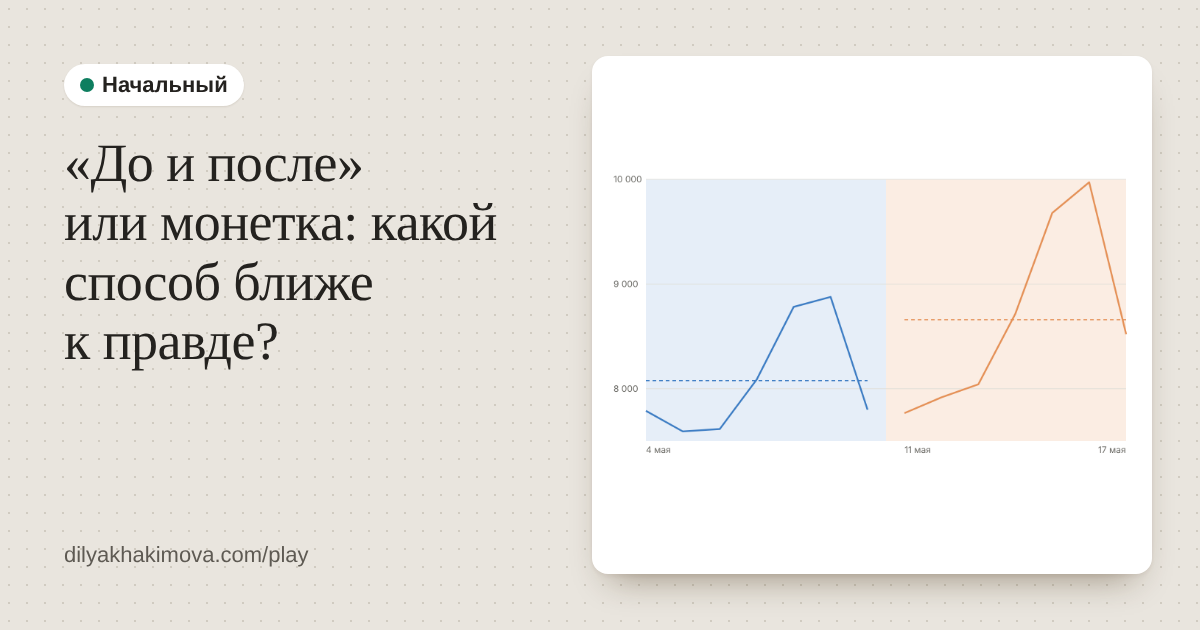 Начальный
«До и после»
или монетка: какой
способ ближе
к правде?
dilyakhakimova.com/play
10 000
9 000
8 000
4 мая
11 мая
17 мая